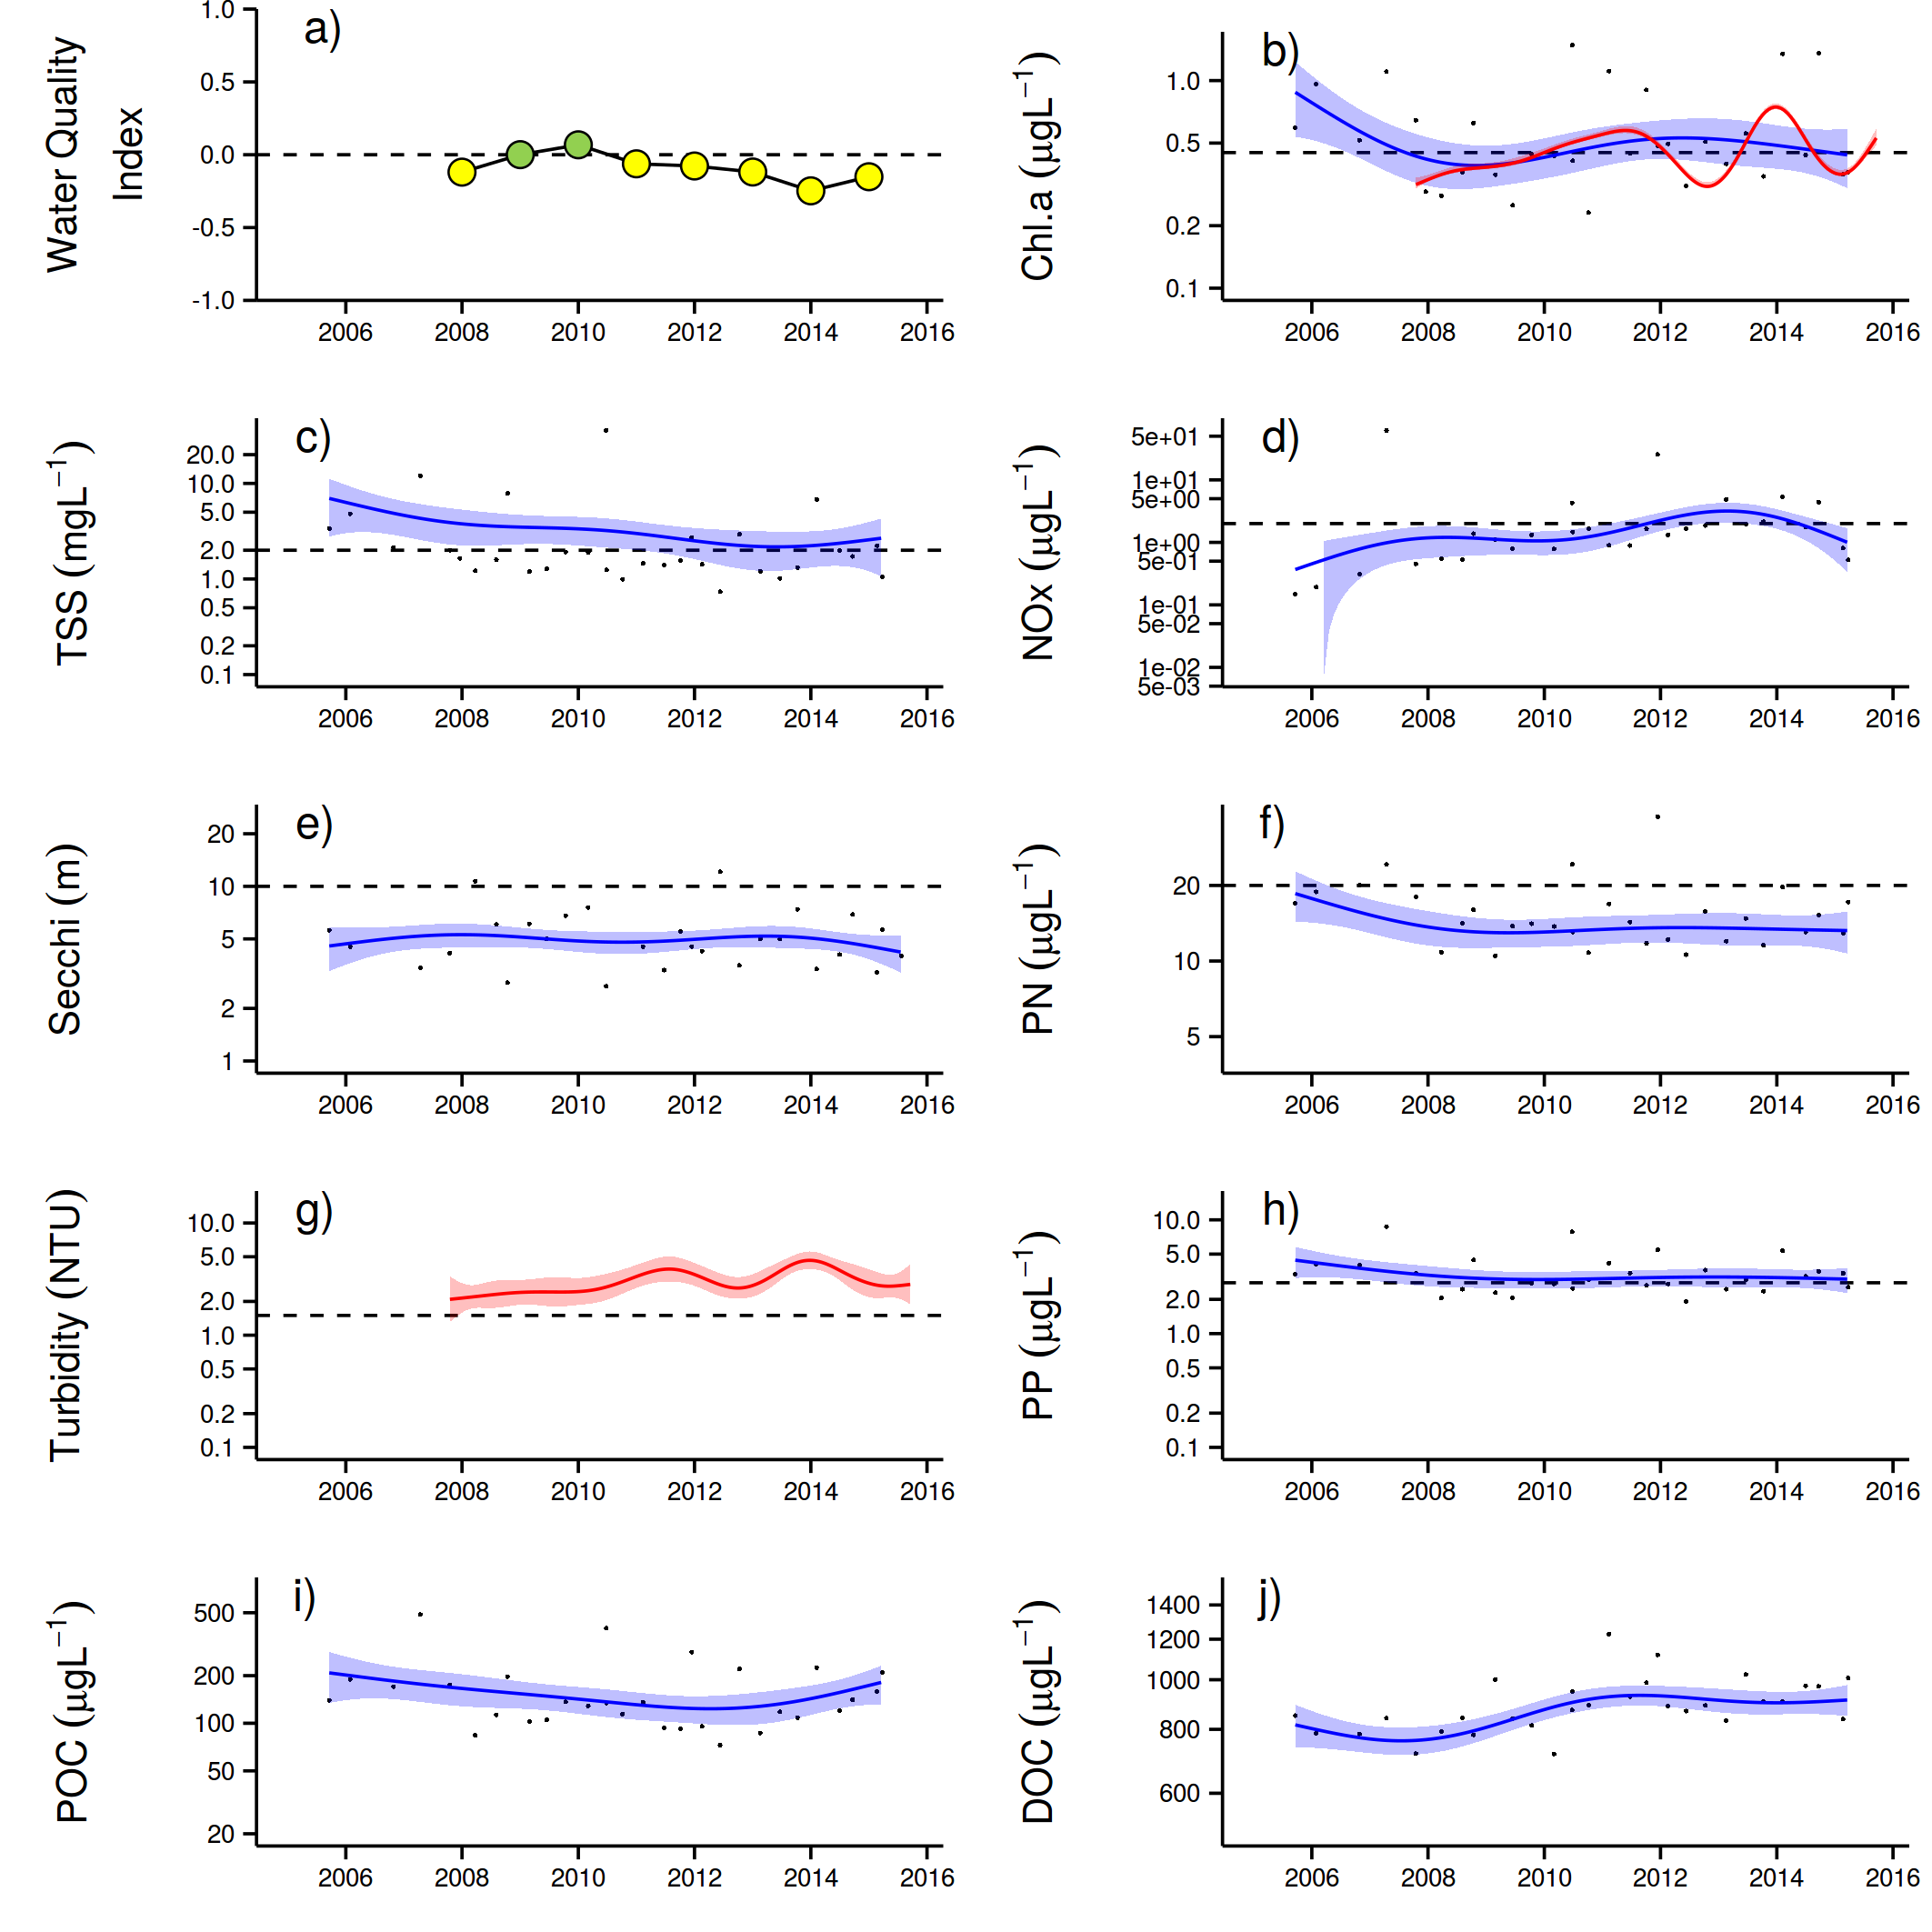 a)
Water Quality
Index
1.0
0.5
0.0
-0.5
-1.0
2006 2008 2010 2012 2014 2016
b)
Chl.a (µgL⁻¹)
1.0
0.5
0.2
0.1
2006 2008 2010 2012 2014 2016
c)
TSS (mgL⁻¹)
20.0
10.0
5.0
2.0
1.0
0.5
0.2
0.1
2006 2008 2010 2012 2014 2016
d)
NOx (µgL⁻¹)
5e+01
1e+01
5e+00
1e+00
5e-01
1e-01
5e-02
1e-02
5e-03
2006 2008 2010 2012 2014 2016
e)
Secchi (m)
20
10
5
2
1
2006 2008 2010 2012 2014 2016
f)
PN (µgL⁻¹)
20
10
5
2006 2008 2010 2012 2014 2016
g)
Turbidity (NTU)
10.0
5.0
2.0
1.0
0.5
0.2
0.1
2006 2008 2010 2012 2014 2016
h)
PP (µgL⁻¹)
10.0
5.0
2.0
1.0
0.5
0.2
0.1
2006 2008 2010 2012 2014 2016
i)
POC (µgL⁻¹)
500
200
100
50
20
2006 2008 2010 2012 2014 2016
j)
DOC (µgL⁻¹)
1400
1200
1000
800
600
2006 2008 2010 2012 2014 2016